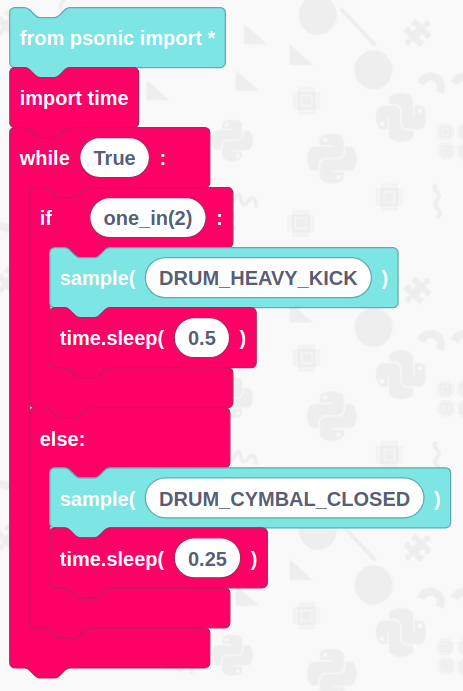 from psonic import *
import time
while True :
if one_in(2) :
sample( DRUM_HEAVY_KICK )
time.sleep( 0.5 )
else:
sample( DRUM_CYMBAL_CLOSED )
time.sleep( 0.25 )